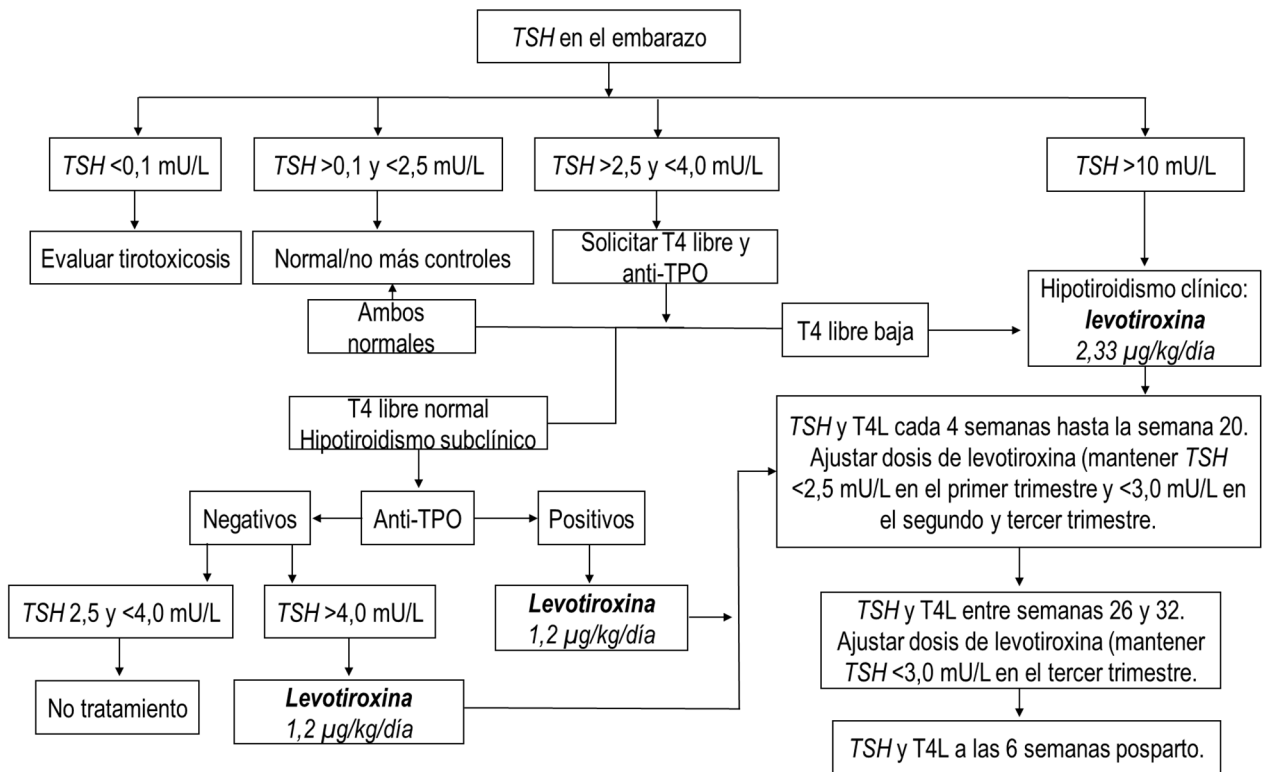 TSH en el embarazo
TSH <0,1 mU/L
TSH >0,1 y <2,5 mU/L
TSH >2,5 y <4,0 mU/L
TSH >10 mU/L
Evaluar tirotoxicosis
Normal/no más controles
Solicitar T4 libre y
anti-TPO
Hipotiroidismo clínico:
levotiroxina
2,33 µg/kg/día
Ambos
normales
T4 libre baja
T4 libre normal
Hipotiroidismo subclínico
TSH y T4L cada 4 semanas hasta la semana 20.
Ajustar dosis de levotiroxina (mantener TSH
<2,5 mU/L en el primer trimestre y <3,0 mU/L en
el segundo y tercer trimestre.
Negativos
Anti-TPO
Positivos
TSH 2,5 y <4,0 mU/L
TSH >4,0 mU/L
Levotiroxina
1,2 µg/kg/día
TSH y T4L entre semanas 26 y 32.
Ajustar dosis de levotiroxina (mantener
TSH <3,0 mU/L en el tercer trimestre.
No tratamiento
Levotiroxina
1,2 µg/kg/día
TSH y T4L a las 6 semanas posparto.